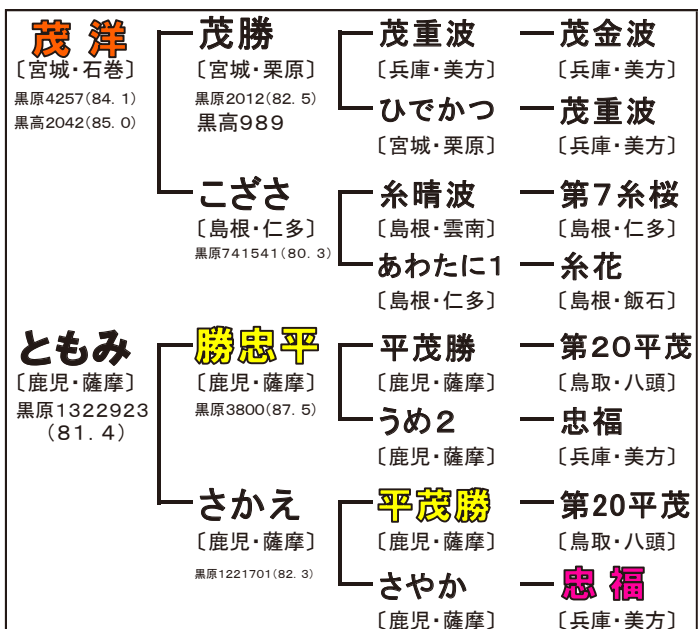 茂洋
〔宮城・石巻〕
黒原4257(84.1)
黒高2042(85.0)
茂勝
〔宮城・栗原〕
黒原2012(82.5)
黒高989
茂重波
〔兵庫・美方〕
茂金波
〔兵庫・美方〕
ひでかつ
〔宮城・栗原〕
茂重波
〔兵庫・美方〕
こざさ
〔島根・仁多〕
黒原741541(80.3)
糸晴波
〔島根・雲南〕
第7糸桜
〔島根・仁多〕
あわたに1
〔島根・仁多〕
糸花
〔島根・飯石〕
ともみ
〔鹿児・薩摩〕
黒原1322923
(81.4)
勝忠平
〔鹿児・薩摩〕
黒原3800(87.5)
平茂勝
〔鹿児・薩摩〕
第20平茂
〔鳥取・八頭〕
うめ2
〔鹿児・薩摩〕
忠福
〔兵庫・美方〕
さかえ
〔鹿児・薩摩〕
黒原1221701(82.3)
平茂勝
〔鹿児・薩摩〕
第20平茂
〔鳥取・八頭〕
さやか
〔鹿児・薩摩〕
忠福
〔兵庫・美方〕